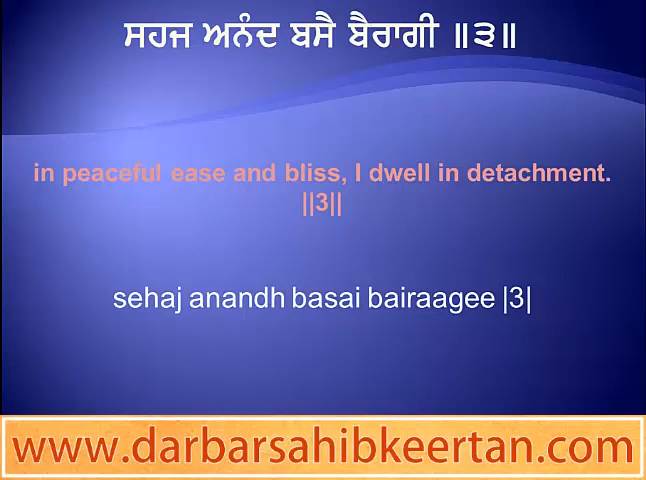 ਸਹਜ ਅਨੰਦ ਬਸੈ ਬੈਰਾਗੀ ॥੩॥
in peaceful ease and bliss, I dwell in detachment.
||3||
sehaj anandh basai bairaagee |3|
www.darbarsahibkeertan.com